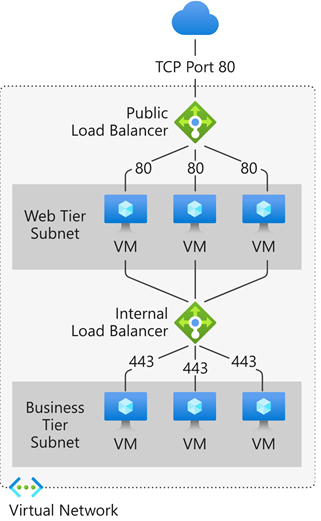 TCP Port 80
Public
Load Balancer
80 80 80
Web Tier
Subnet
VM VM VM
Internal
Load Balancer
443 443 443
Business
Tier
Subnet
VM VM VM
Virtual Network